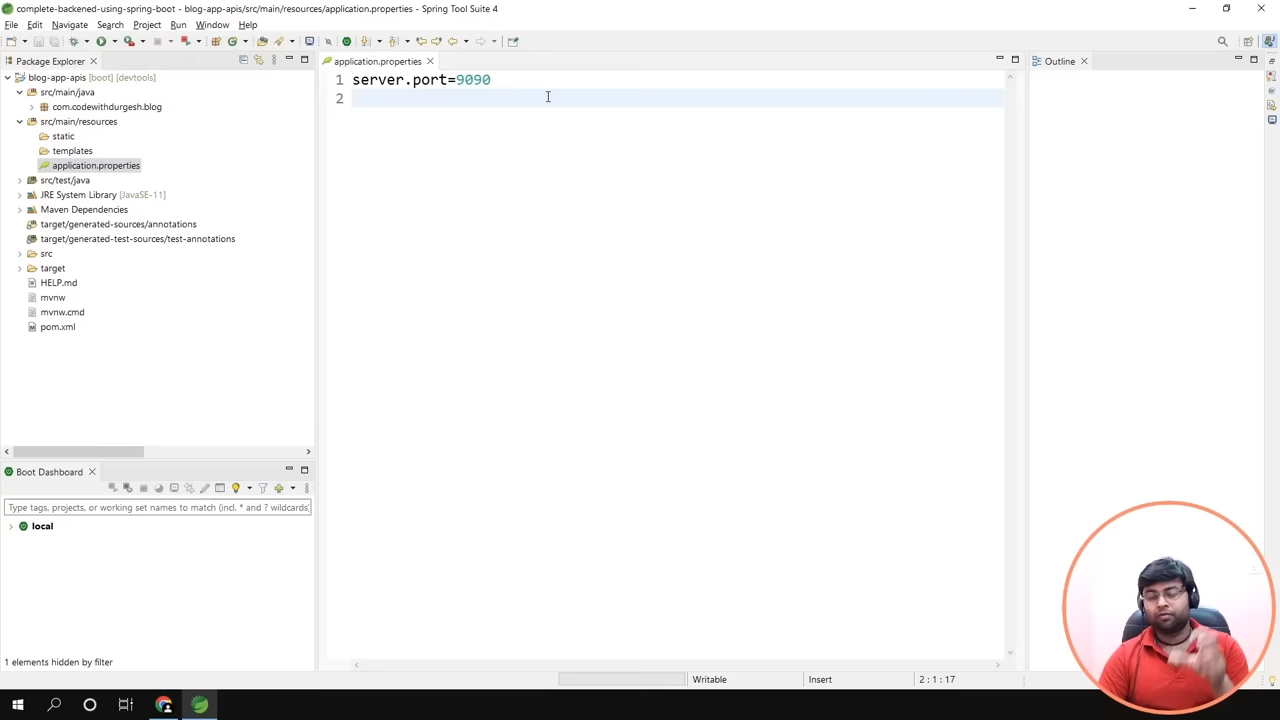 complete-backened-using-spring-boot - blog-app-apis/src/main/resources/application.properties - Spring Tool Suite 4
File Edit Navigate Search Project Run Window Help
Package Explorer
blog-app-apis [boot] [devtools]
src/main/java
com.codewithdurgesh.blog
src/main/resources
static
templates
application.properties
src/test/java
JRE System Library [JavaSE-11]
Maven Dependencies
target/generated-sources/annotations
target/generated-test-sources/test-annotations
src
target
HELP.md
mvnw
mvnw.cmd
pom.xml
application.properties
1 server.port=9090
2
Outline
Boot Dashboard
Type tags, projects, or working set names to match (incl. * and ? wildcards)
local
1 elements hidden by filter
Writable Insert 2 : 1 : 17